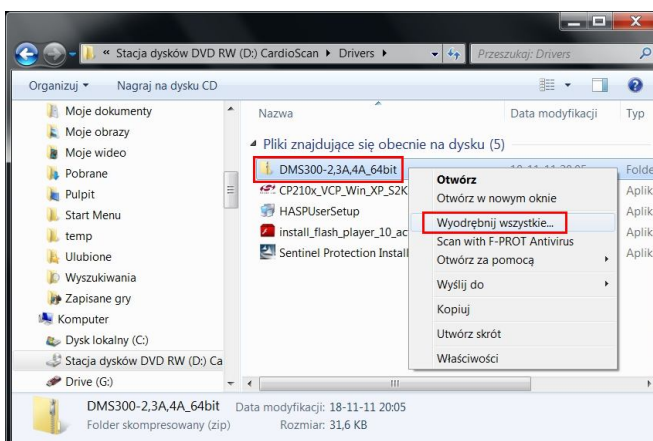 « Stacja dysków DVD RW (D:) CardioScan ▸ Drivers ▸
Przeszukaj: Drivers
Organizuj
Nagraj na dysku CD
Moje dokumenty
Moje obrazy
Moje wideo
Pobrane
Pulpit
Start Menu
temp
Ulubione
Wyszukiwania
Zapisane gry
Komputer
Dysk lokalny (C:)
Stacja dysków DVD RW (D:) Ca
Drive (G:)
Nazwa
Data modyfikacji
Typ
Pliki znajdujące się obecnie na dysku (5)
DMS300-2,3A,4A_64bit
18-11-11 20:05
Folde
CP210x_VCP_Win_XP_S2K
Aplik
HASPUserSetup
Aplik
install_flash_player_10_ac
Aplik
Sentinel Protection Install
Aplik
Otwórz
Otwórz w nowym oknie
Wyodrębnij wszystkie...
Scan with F-PROT Antivirus
Otwórz za pomocą
Wyślij do
Kopiuj
Utwórz skrót
Właściwości
DMS300-2,3A,4A_64bit
Data modyfikacji: 18-11-11 20:05
Folder skompresowany (zip)
Rozmiar: 31,6 KB